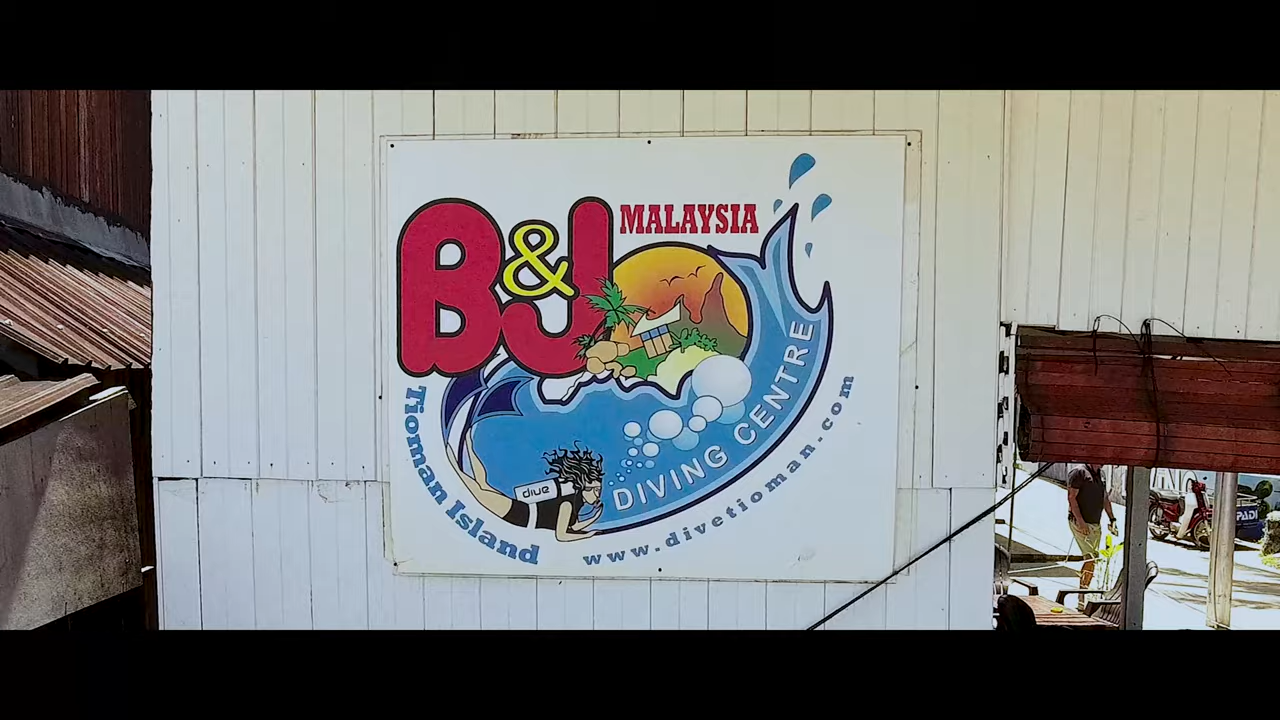 B&J
MALAYSIA
DIVING CENTRE
dive
Tioman Island
www.divetioman.com
PADI